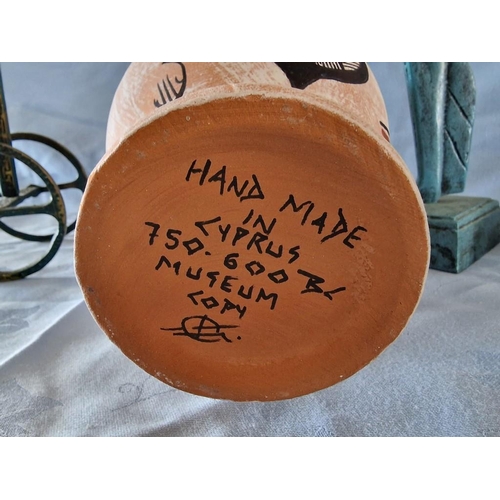 HAND MADE
IN
CYPRUS
750-600 BC
MUSEUM
COPY